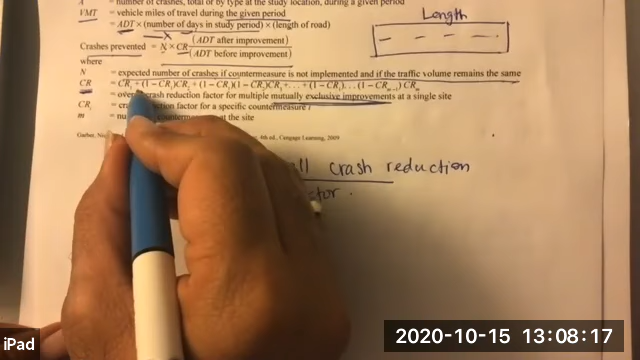 A = number of crashes, total or by type at the study location, during a given period
VMT = vehicle miles of travel during the given period
= ADT × (number of days in study period) × (length of road)
Length
x
Crashes prevented = N × CR (ADT after improvement) / (ADT before improvement)
where
N = expected number of crashes if countermeasure is not implemented and if the traffic volume remains the same
CR = CR₁ + (1 – CR₁)CR₂ + (1 – CR₁)(1 – CR₂)CR₃ + . . . + (1 – CR₁) . . . (1 – CRₘ₋₁) CRₘ
= overall crash reduction factor for multiple mutually exclusive improvements at a single site
CRᵢ = factor for a specific countermeasure i
m = countermeasures at the site
Garber, 4th ed., Cengage Learning, 2009
all crash reduction
iPad
2020-10-15 13:08:17